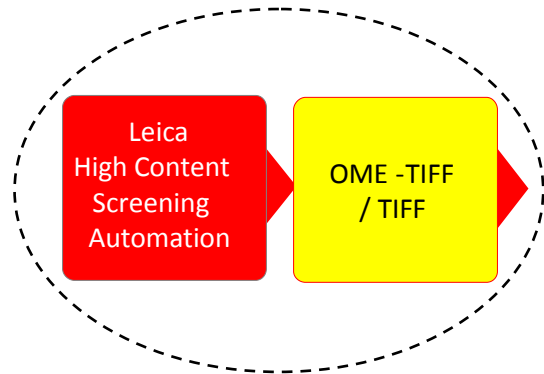 Leica
High Content
Screening
Automation
OME -TIFF
/ TIFF